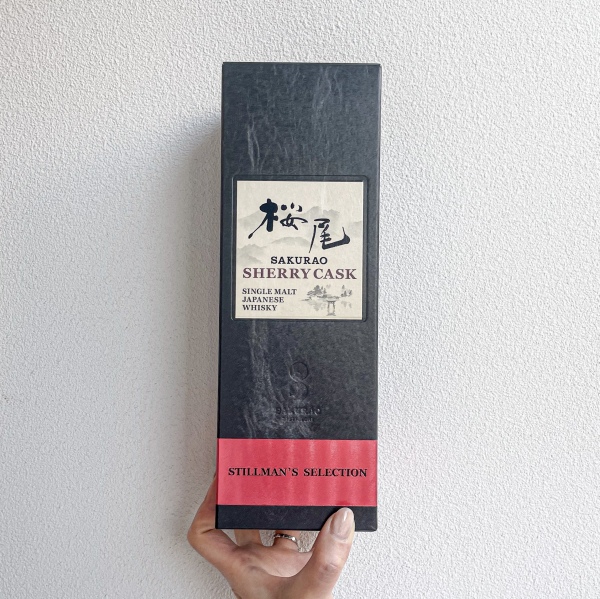 桜尾
SAKURAO
SHERRY CASK
SINGLE MALT
JAPANESE
WHISKY
STILLMAN'S SELECTION